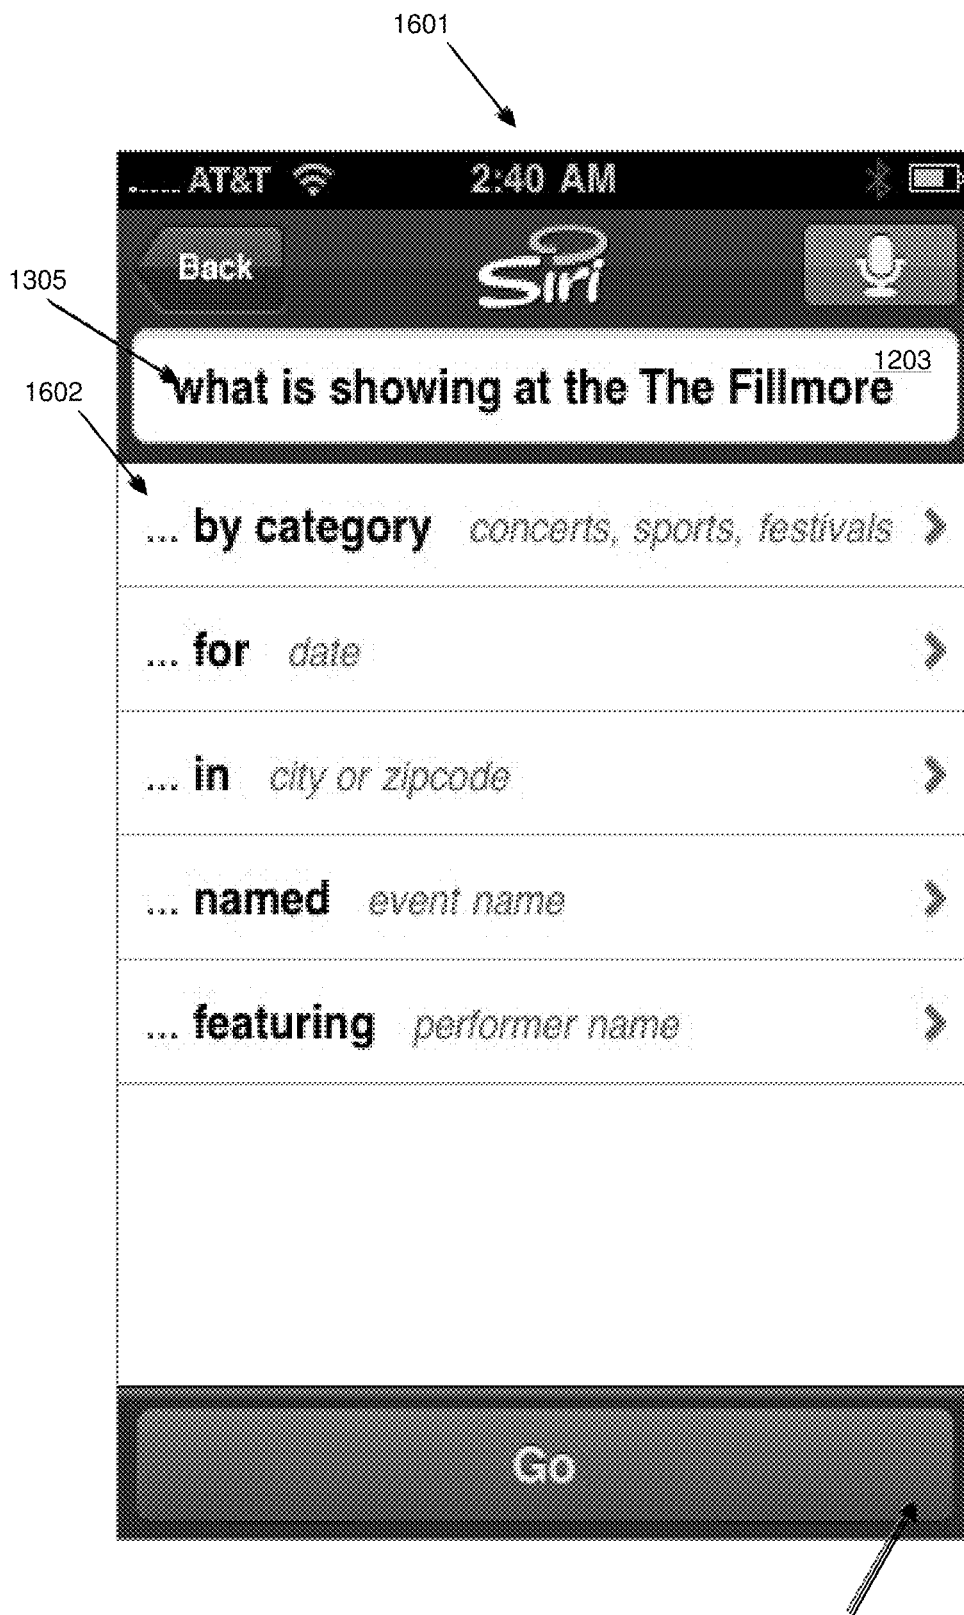 1601
AT&T 2:40 AM
Back Siri
1305
1203
what is showing at the The Fillmore
1602
... by category concerts, sports, festivals
... for date
... in city or zipcode
... named event name
... featuring performer name
Go